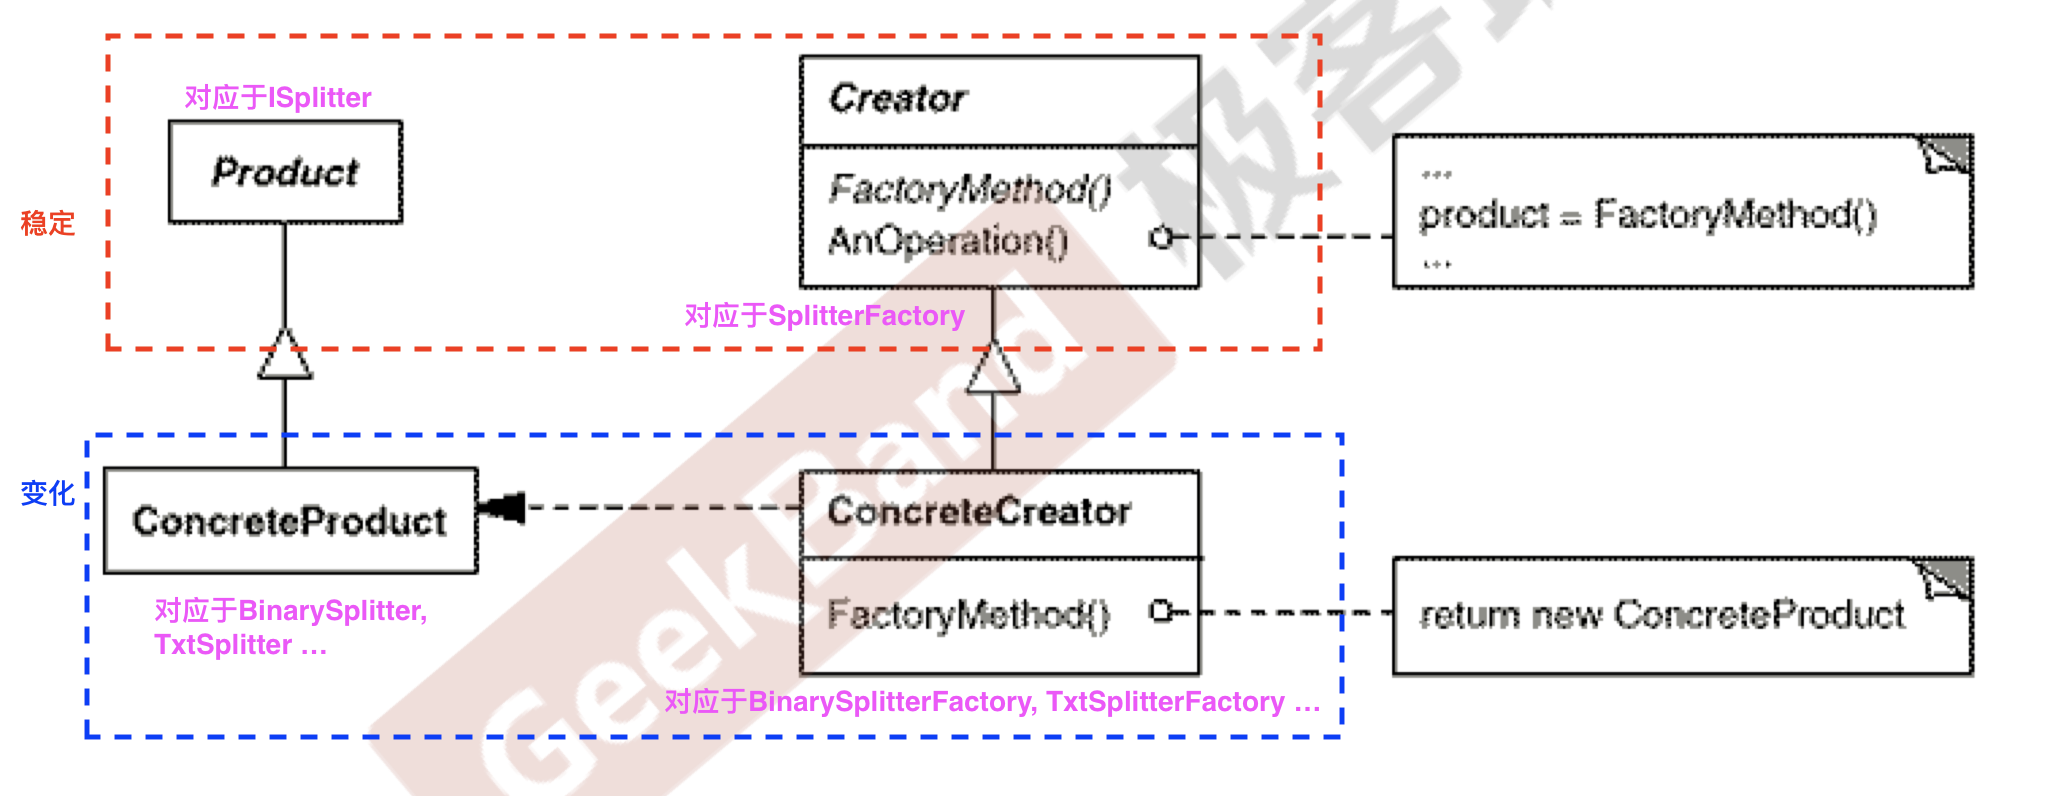 对应于ISplitter
Product
稳定
Creator
FactoryMethod()
AnOperation()
对应于SplitterFactory
...
product = FactoryMethod()
...
变化
ConcreteProduct
对应于BinarySplitter,
TxtSplitter ...
ConcreteCreator
FactoryMethod()
对应于BinarySplitterFactory, TxtSplitterFactory ...
return new ConcreteProduct
GeekBand
极客